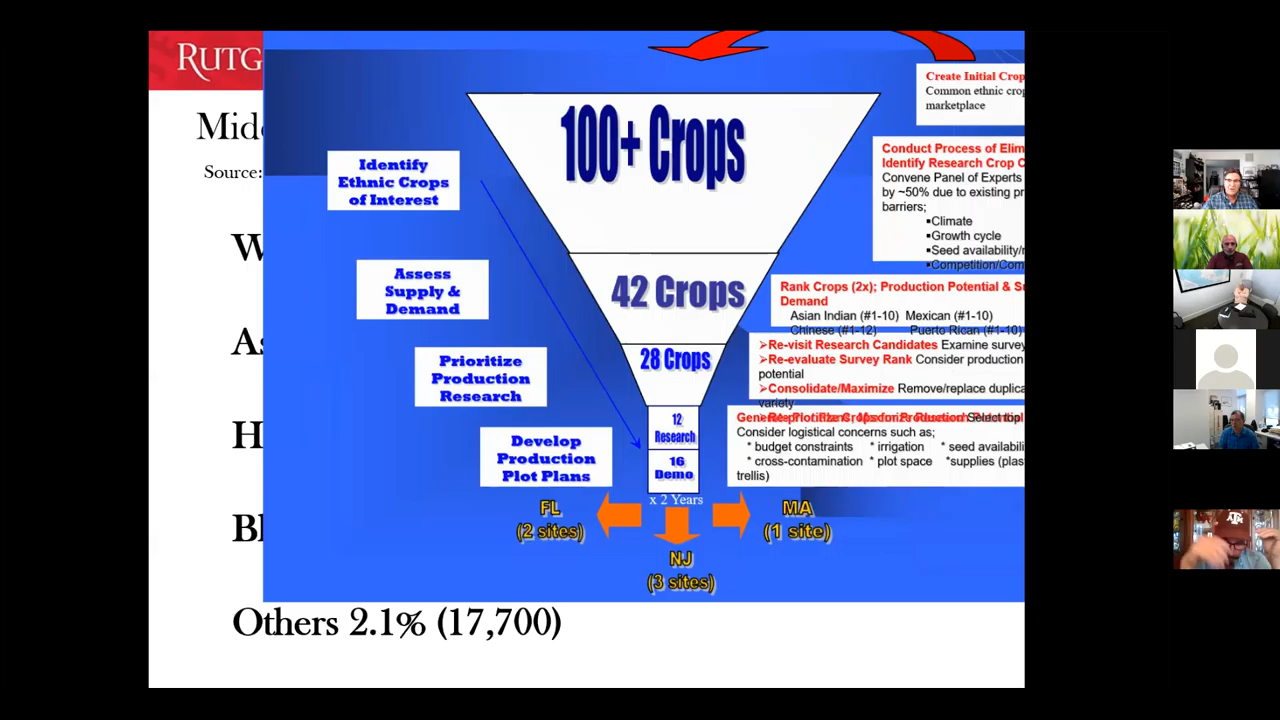 RUTG
Mid
Source:
W
As
H
Bl
Others 2.1% (17,700)
100+ Crops
42 Crops
28 Crops
12
Research
16
Demo
x 2 Years
Identify
Ethnic Crops
of Interest
Assess
Supply &
Demand
Prioritize
Production
Research
Develop
Production
Plot Plans
FL
(2 sites)
NJ
(3 sites)
MA
(1 site)
Create Initial Crop
Common ethnic crop
marketplace
Conduct Process of Elim
Identify Research Crop C
Convene Panel of Experts
by ~50% due to existing pr
barriers;
▪Climate
▪Growth cycle
▪Seed availability/r
▪Competition/Com
Rank Crops (2x); Production Potential & Su
Demand
Asian Indian (#1-10) Mexican (#1-10)
Chinese (#1-12) Puerto Rican (#1-10)
➢Re-visit Research Candidates Examine survey
➢Re-evaluate Survey Rank Consider production
potential
➢Consolidate/Maximize Remove/replace duplica
variety
➢Re-prioritize Crops for Production Potential Select top
Generate Plot Plans;
Consider logistical concerns such as;
* budget constraints * irrigation * seed availabili
* cross-contamination * plot space *supplies (plas
trellis)